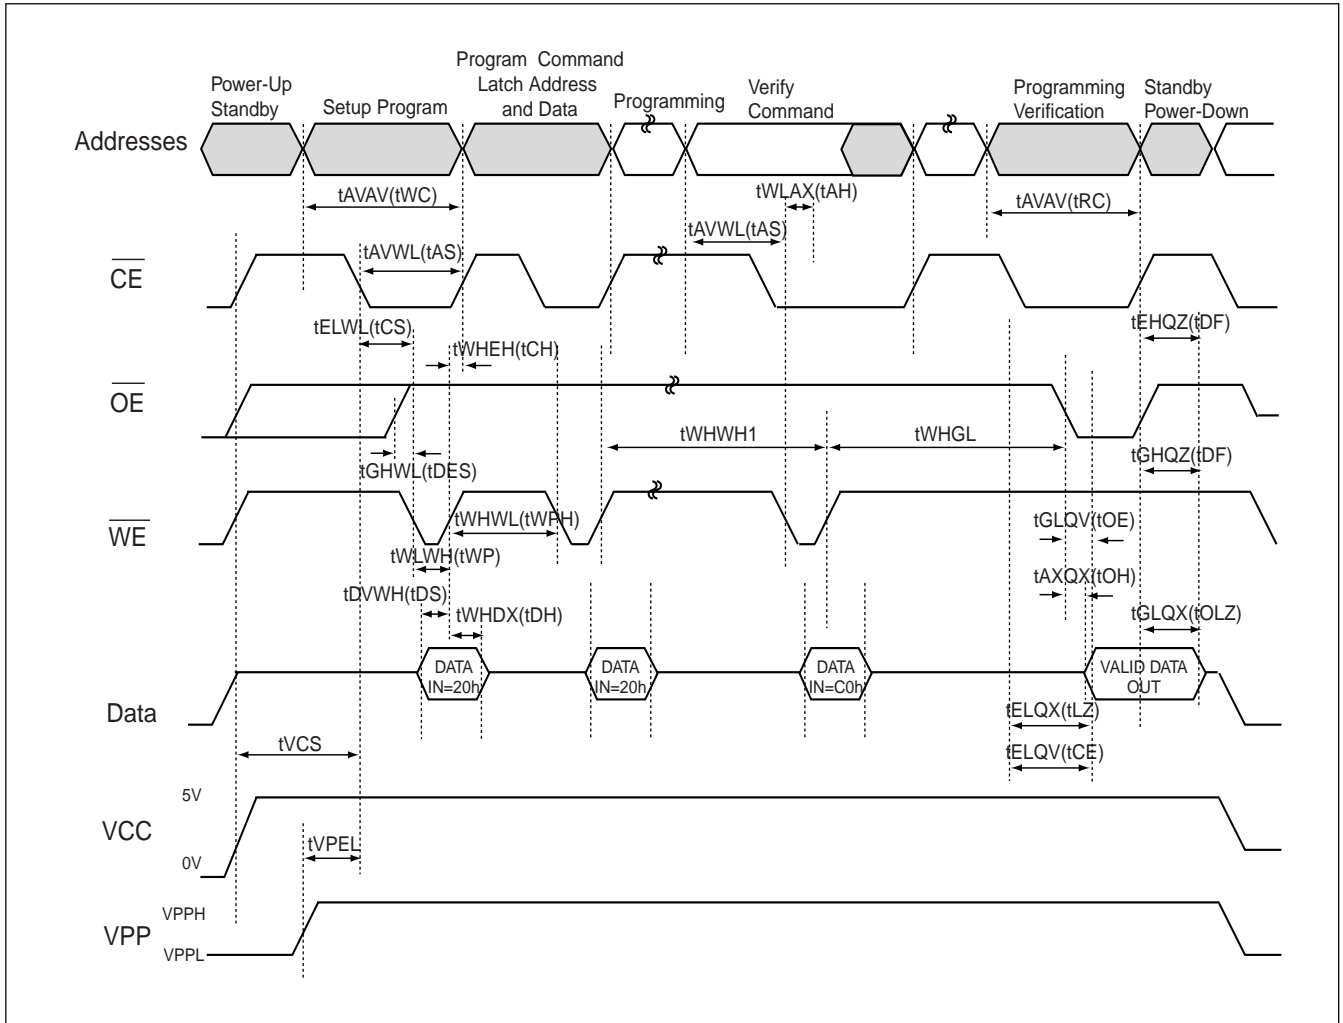 Power-Up
Standby
Setup Program
Program Command
Latch Address
and Data
Programming
Verify
Command
Programming
Verification
Standby
Power-Down
Addresses
tAVAV(tWC)
tWLAX(tAH)
tAVAV(tRC)
tAVWL(tAS)
tAVWL(tAS)
CE
tELWL(tCS)
tWHEH(tCH)
tEHQZ(tDF)
OE
tWHWH1
tWHGL
tGHWL(tDES)
tGHQZ(tDF)
WE
tWHWL(tWPH)
tGLQV(tOE)
tWLWH(tWP)
tAXQX(tOH)
tDVWH(tDS)
tWHDX(tDH)
tGLQX(tOLZ)
Data
DATA
IN=20h
DATA
IN=20h
DATA
IN=C0h
VALID DATA
OUT
tELQX(tLZ)
tVCS
tELQV(tCE)
5V
VCC
0V
tVPEL
VPPH
VPP
VPPL